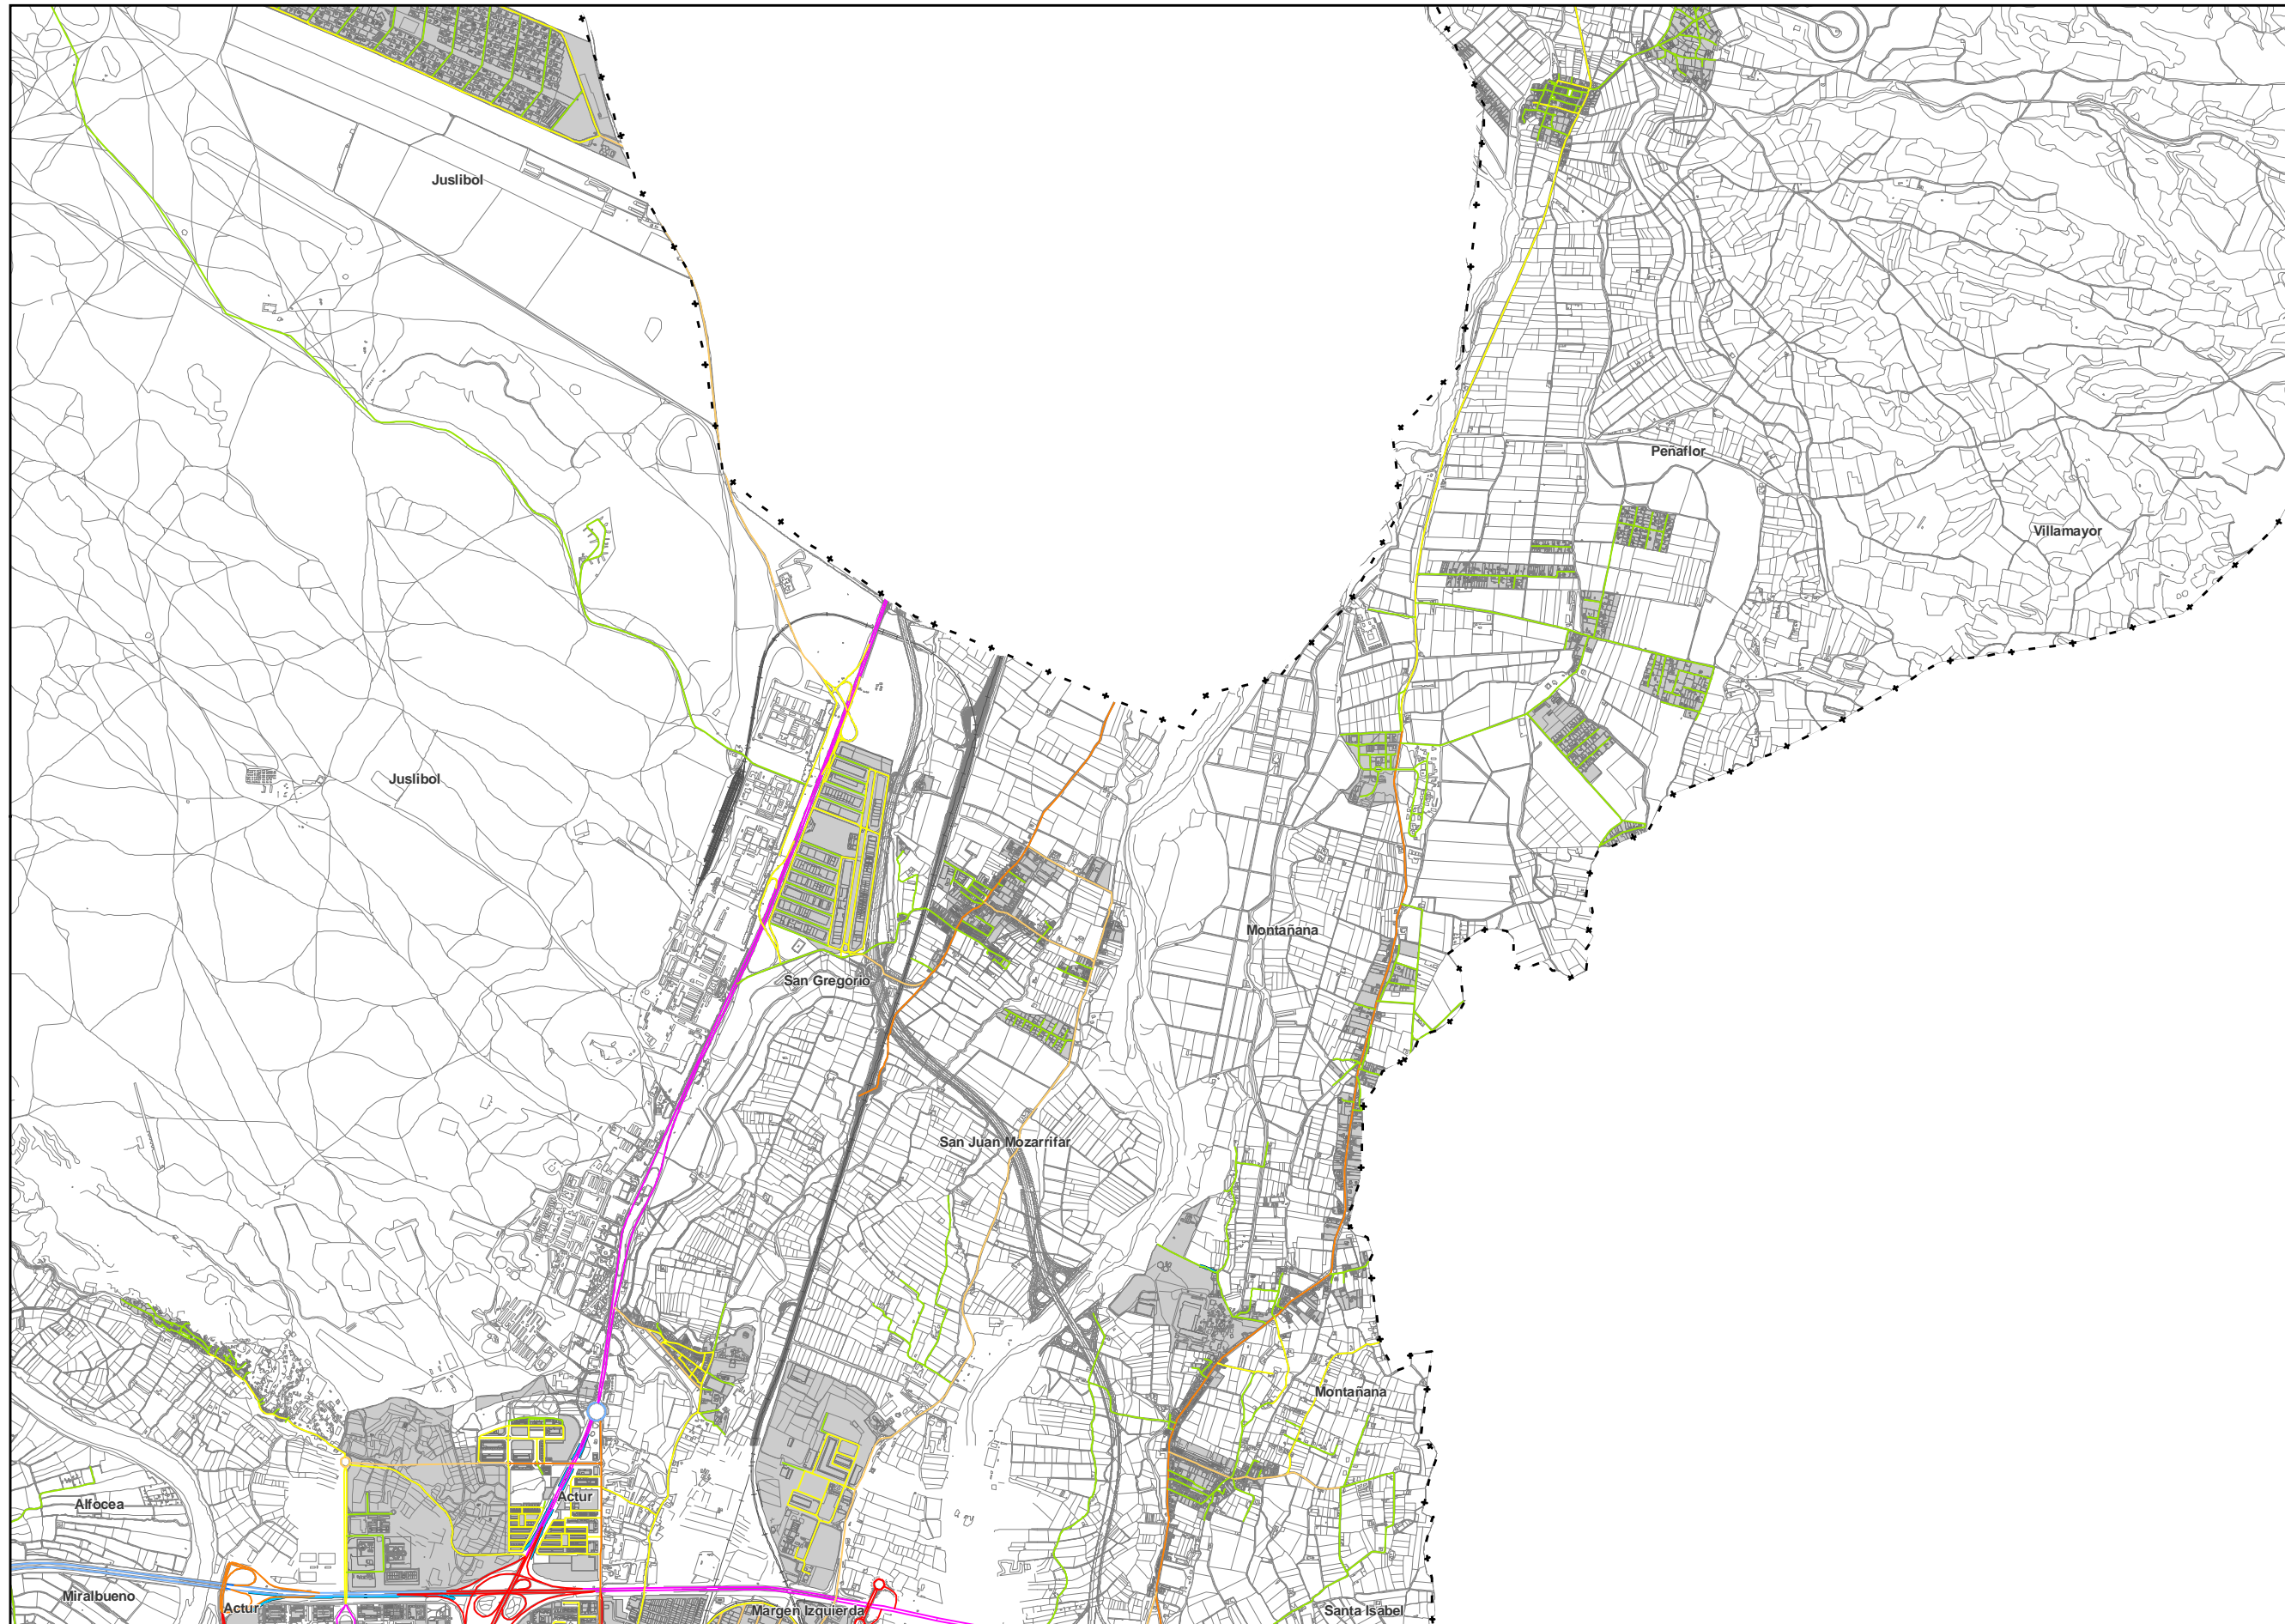 Juslibol
Peñaflor
Villamayor
Juslibol
Montañana
San Gregorio
San Juan Mozarrifar
Montañana
Actur
Alfocea
Miralbueno
Actur
Margen Izquierda
Santa Isabel